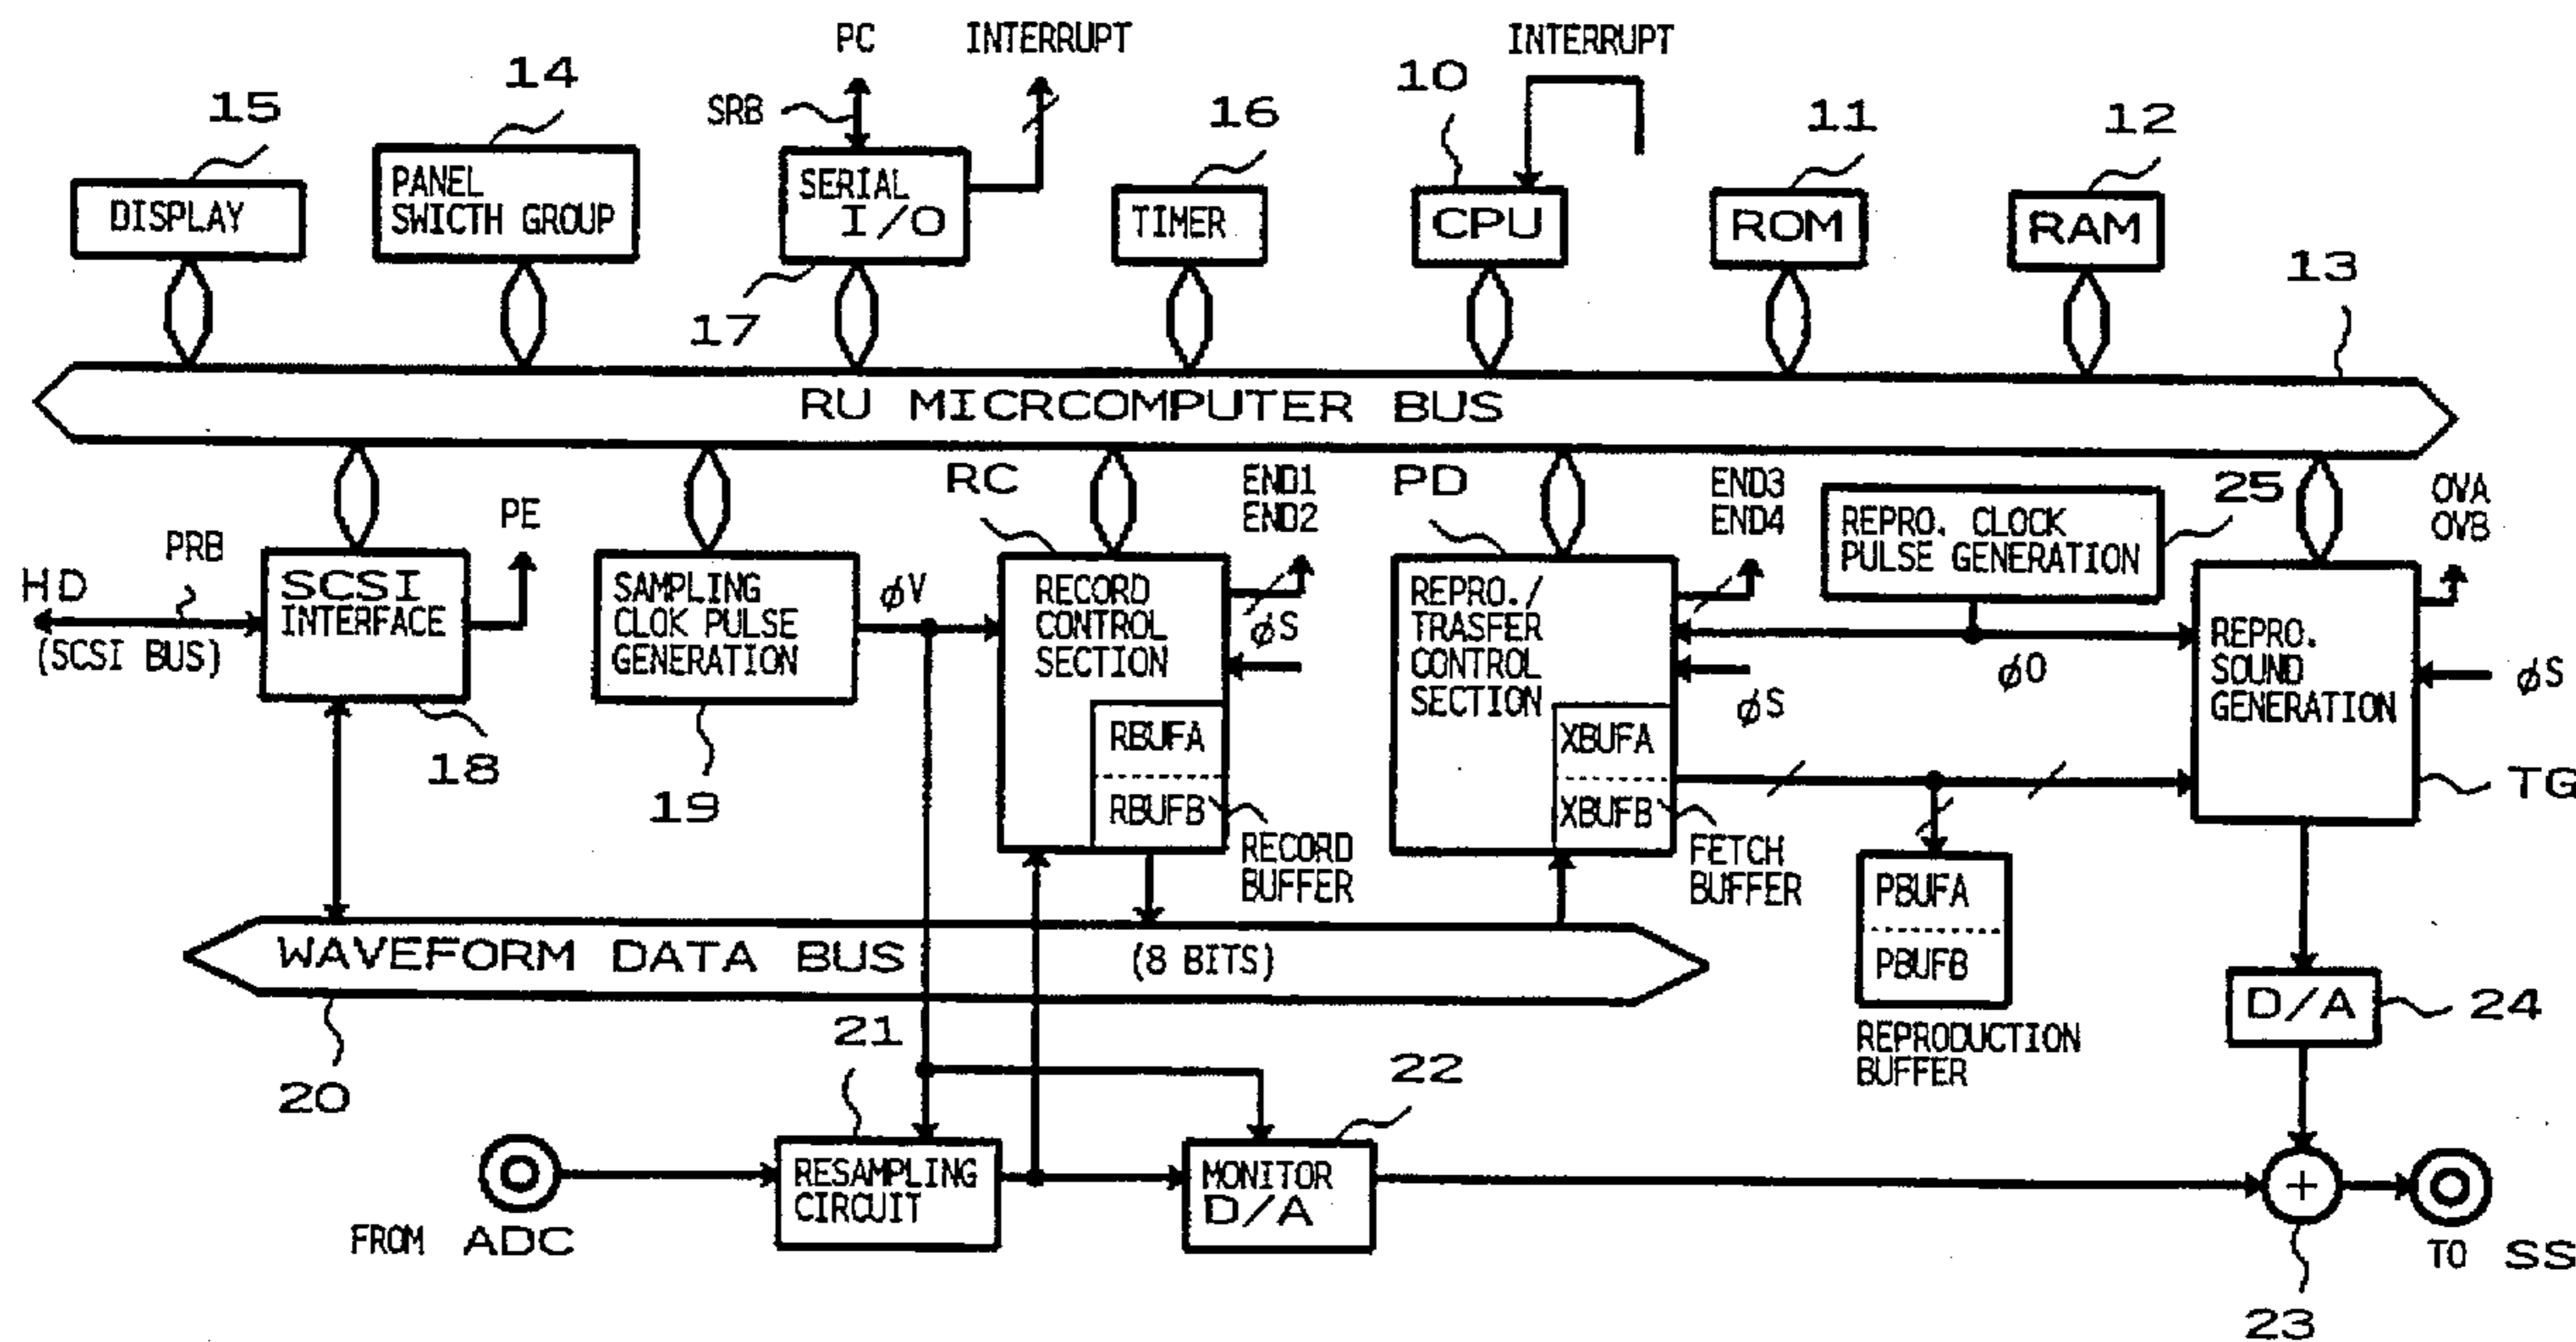 PC
INTERRUPT
INTERRUPT
15
14
SRB
16
10
11
12
DISPLAY
PANEL
SWICTH GROUP
SERIAL
I/O
TIMER
CPU
ROM
RAM
17
13
RU MICRCOMPUTER BUS
HD
PRB
(SCSI BUS)
SCSI
INTERFACE
PE
18
SAMPLING
CLOK PULSE
GENERATION
19
φV
RC
RECORD
CONTROL
SECTION
END1
END2
φS
RBUFA
RBUFB
RECORD
BUFFER
PD
REPRO./
TRASFER
CONTROL
SECTION
END3
END4
φS
XBUFA
XBUFB
FETCH
BUFFER
REPRO. CLOCK
PULSE GENERATION
25
φ0
OVA
OVB
REPRO.
SOUND
GENERATION
φS
TG
PBUFA
PBUFB
REPRODUCTION
BUFFER
WAVEFORM DATA BUS (8 BITS)
20
21
22
D/A
24
FROM ADC
RESAMPLING
CIRCUIT
MONITOR
D/A
+
23
TO SS